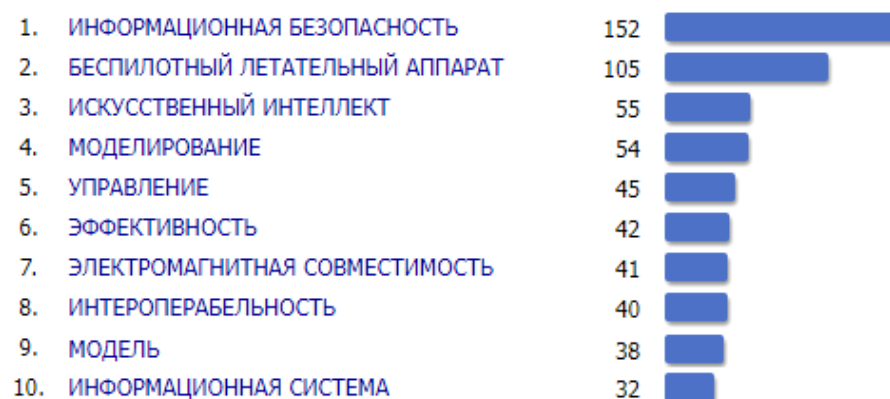 1. ИНФОРМАЦИОННАЯ БЕЗОПАСНОСТЬ 152
2. БЕСПИЛОТНЫЙ ЛЕТАТЕЛЬНЫЙ АППАРАТ 105
3. ИСКУССТВЕННЫЙ ИНТЕЛЛЕКТ 55
4. МОДЕЛИРОВАНИЕ 54
5. УПРАВЛЕНИЕ 45
6. ЭФФЕКТИВНОСТЬ 42
7. ЭЛЕКТРОМАГНИТНАЯ СОВМЕСТИМОСТЬ 41
8. ИНТЕРОПЕРАБЕЛЬНОСТЬ 40
9. МОДЕЛЬ 38
10. ИНФОРМАЦИОННАЯ СИСТЕМА 32